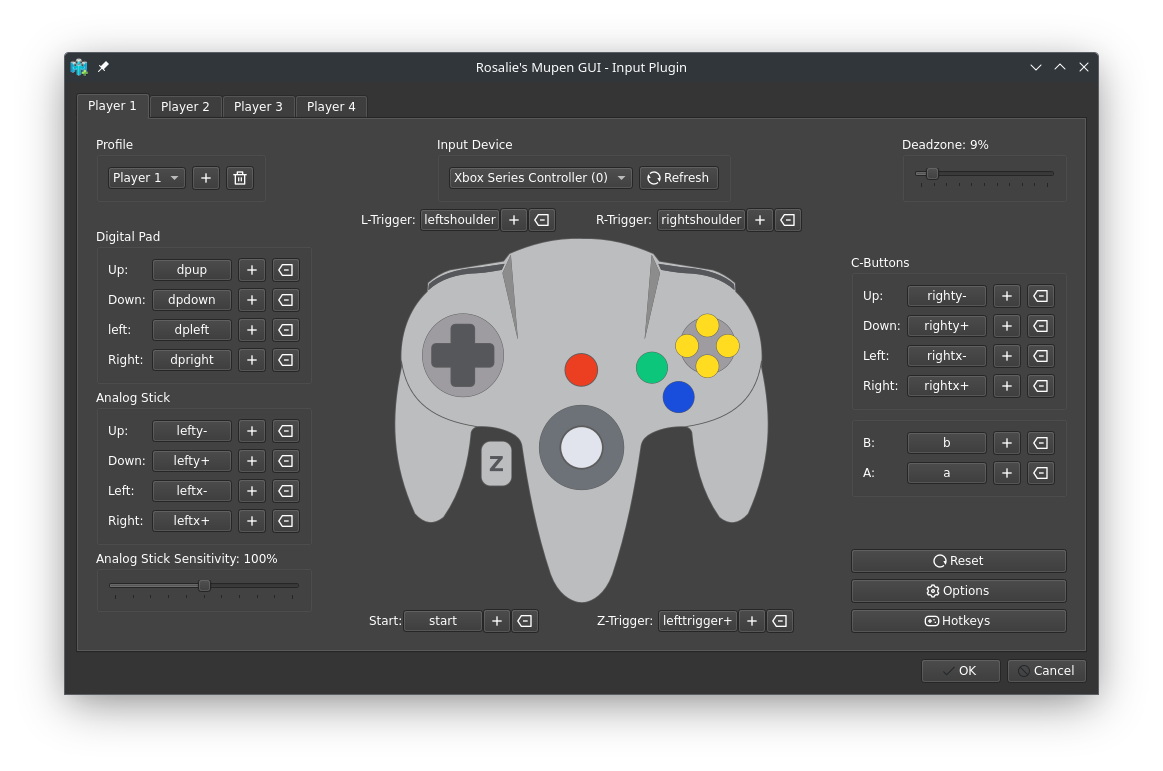 Rosalie's Mupen GUI - Input Plugin
Player 1 Player 2 Player 3 Player 4
Profile
Player 1
Input Device
Xbox Series Controller (0) Refresh
Deadzone: 9%
L-Trigger: leftshoulder
R-Trigger: rightshoulder
Digital Pad
Up: dpup
Down: dpdown
left: dpleft
Right: dpright
Analog Stick
Up: lefty-
Down: lefty+
Left: leftx-
Right: leftx+
Analog Stick Sensitivity: 100%
Z
Start: start
Z-Trigger: lefttrigger+
C-Buttons
Up: righty-
Down: righty+
Left: rightx-
Right: rightx+
B: b
A: a
Reset
Options
Hotkeys
OK Cancel